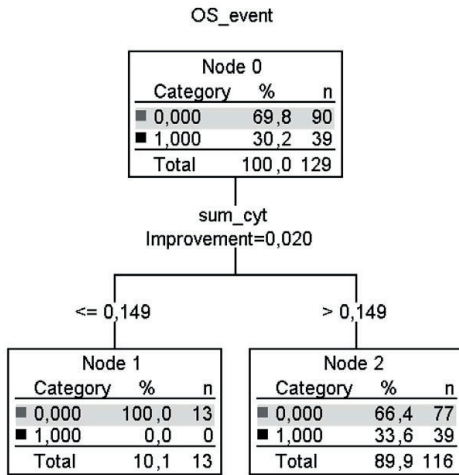 OS_event
Node 0
Category % n
0,000 69,8 90
1,000 30,2 39
Total 100,0 129
sum_cyt
Improvement=0,020
<= 0,149
> 0,149
Node 1
Category % n
0,000 100,0 13
1,000 0,0 0
Total 10,1 13
Node 2
Category % n
0,000 66,4 77
1,000 33,6 39
Total 89,9 116